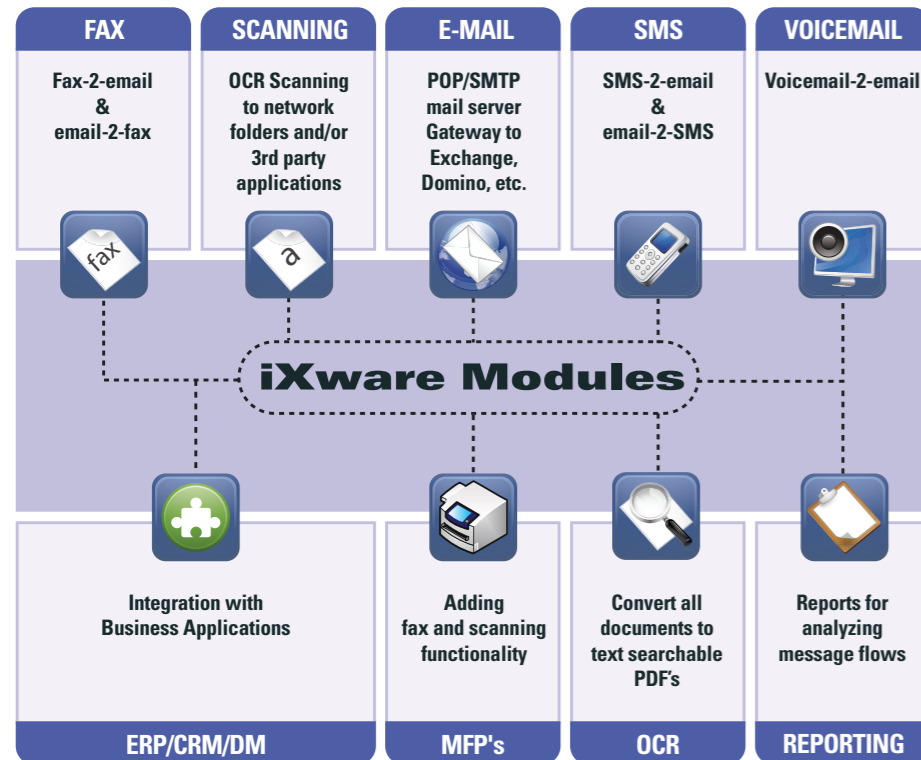 FAX
Fax-2-email
&
email-2-fax
SCANNING
OCR Scanning
to network
folders and/or
3rd party
applications
E-MAIL
POP/SMTP
mail server
Gateway to
Exchange,
Domino, etc.
SMS
SMS-2-email
&
email-2-SMS
VOICEMAIL
Voicemail-2-email
fax
a
iXware Modules
Integration with
Business Applications
ERP/CRM/DM
Adding
fax and scanning
functionality
MFP's
Convert all
documents to
text searchable
PDF's
OCR
Reports for
analyzing
message flows
REPORTING